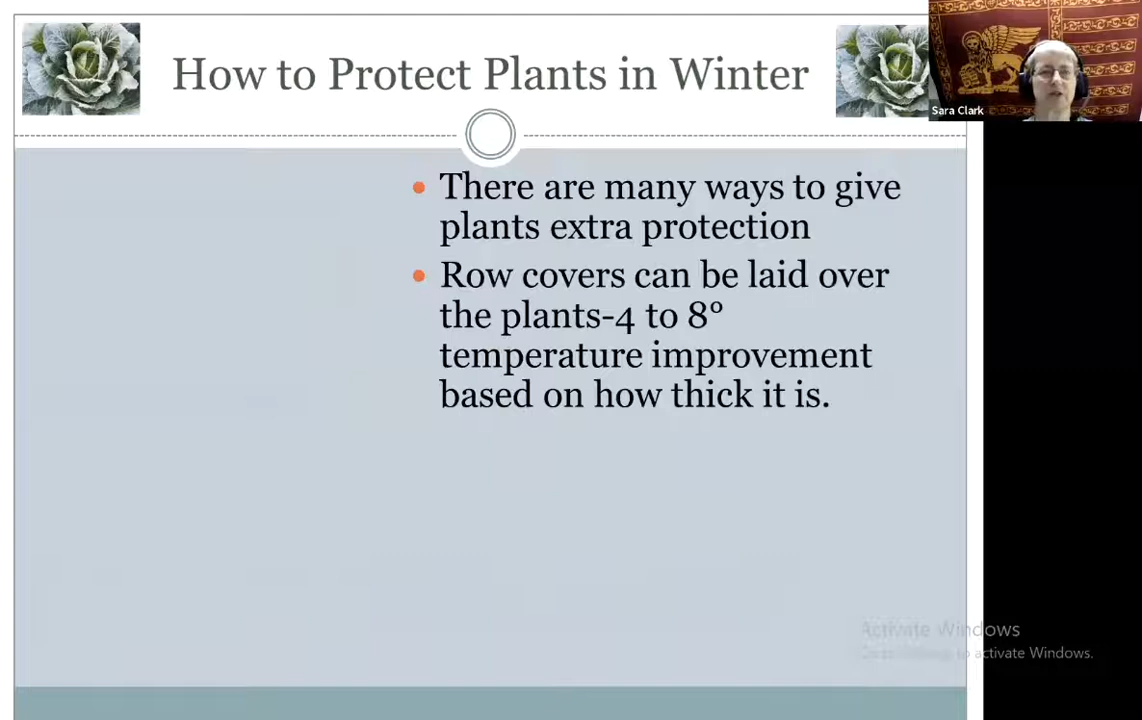 How to Protect Plants in Winter
Sara Clark
• There are many ways to give
plants extra protection
• Row covers can be laid over
the plants-4 to 8°
temperature improvement
based on how thick it is.
Activate Windows
to activate Windows.